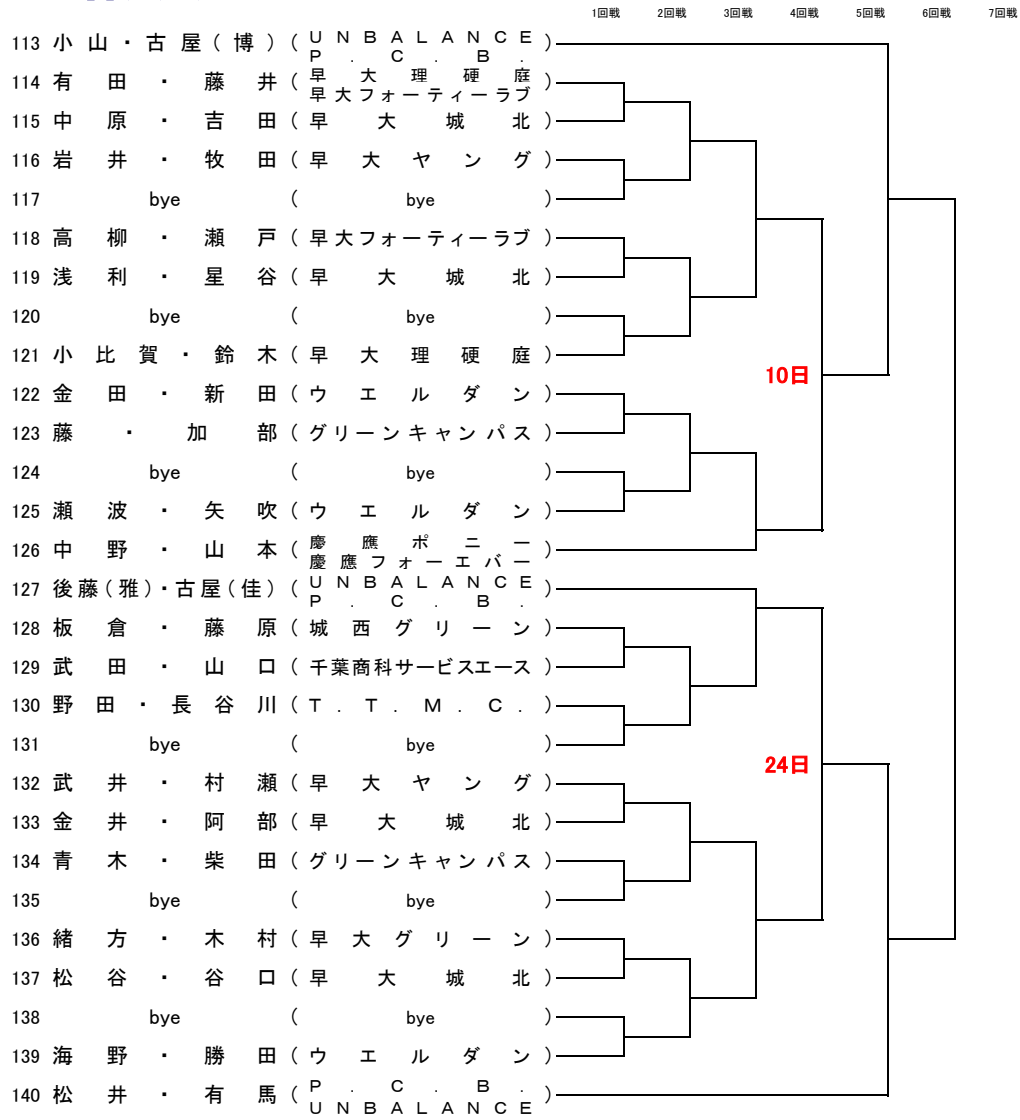 1回戦 2回戦 3回戦 4回戦 5回戦 6回戦 7回戦
113 小山・古屋(博) (UNBALANCE P.C.B.)
114 有田・藤井 (早大理硬庭 早大フォーティーラブ)
115 中原・吉田 (早大城北)
116 岩井・牧田 (早大ヤング)
117 bye (bye)
118 高柳・瀬戸 (早大フォーティーラブ)
119 浅利・星谷 (早大城北)
120 bye (bye)
121 小比賀・鈴木 (早大理硬庭)
10日
122 金田・新田 (ウエルダン)
123 藤・加部 (グリーンキャンパス)
124 bye (bye)
125 瀬波・矢吹 (ウエルダン)
126 中野・山本 (慶應ポニー 慶應フォーエバー)
127 後藤(雅)・古屋(佳) (UNBALANCE P.C.B.)
128 板倉・藤原 (城西グリーン)
129 武田・山口 (千葉商科サービスエース)
130 野田・長谷川 (T.T.M.C.)
131 bye (bye)
24日
132 武井・村瀬 (早大ヤング)
133 金井・阿部 (早大城北)
134 青木・柴田 (グリーンキャンパス)
135 bye (bye)
136 緒方・木村 (早大グリーン)
137 松谷・谷口 (早大城北)
138 bye (bye)
139 海野・勝田 (ウエルダン)
140 松井・有馬 (P.C.B. UNBALANCE)